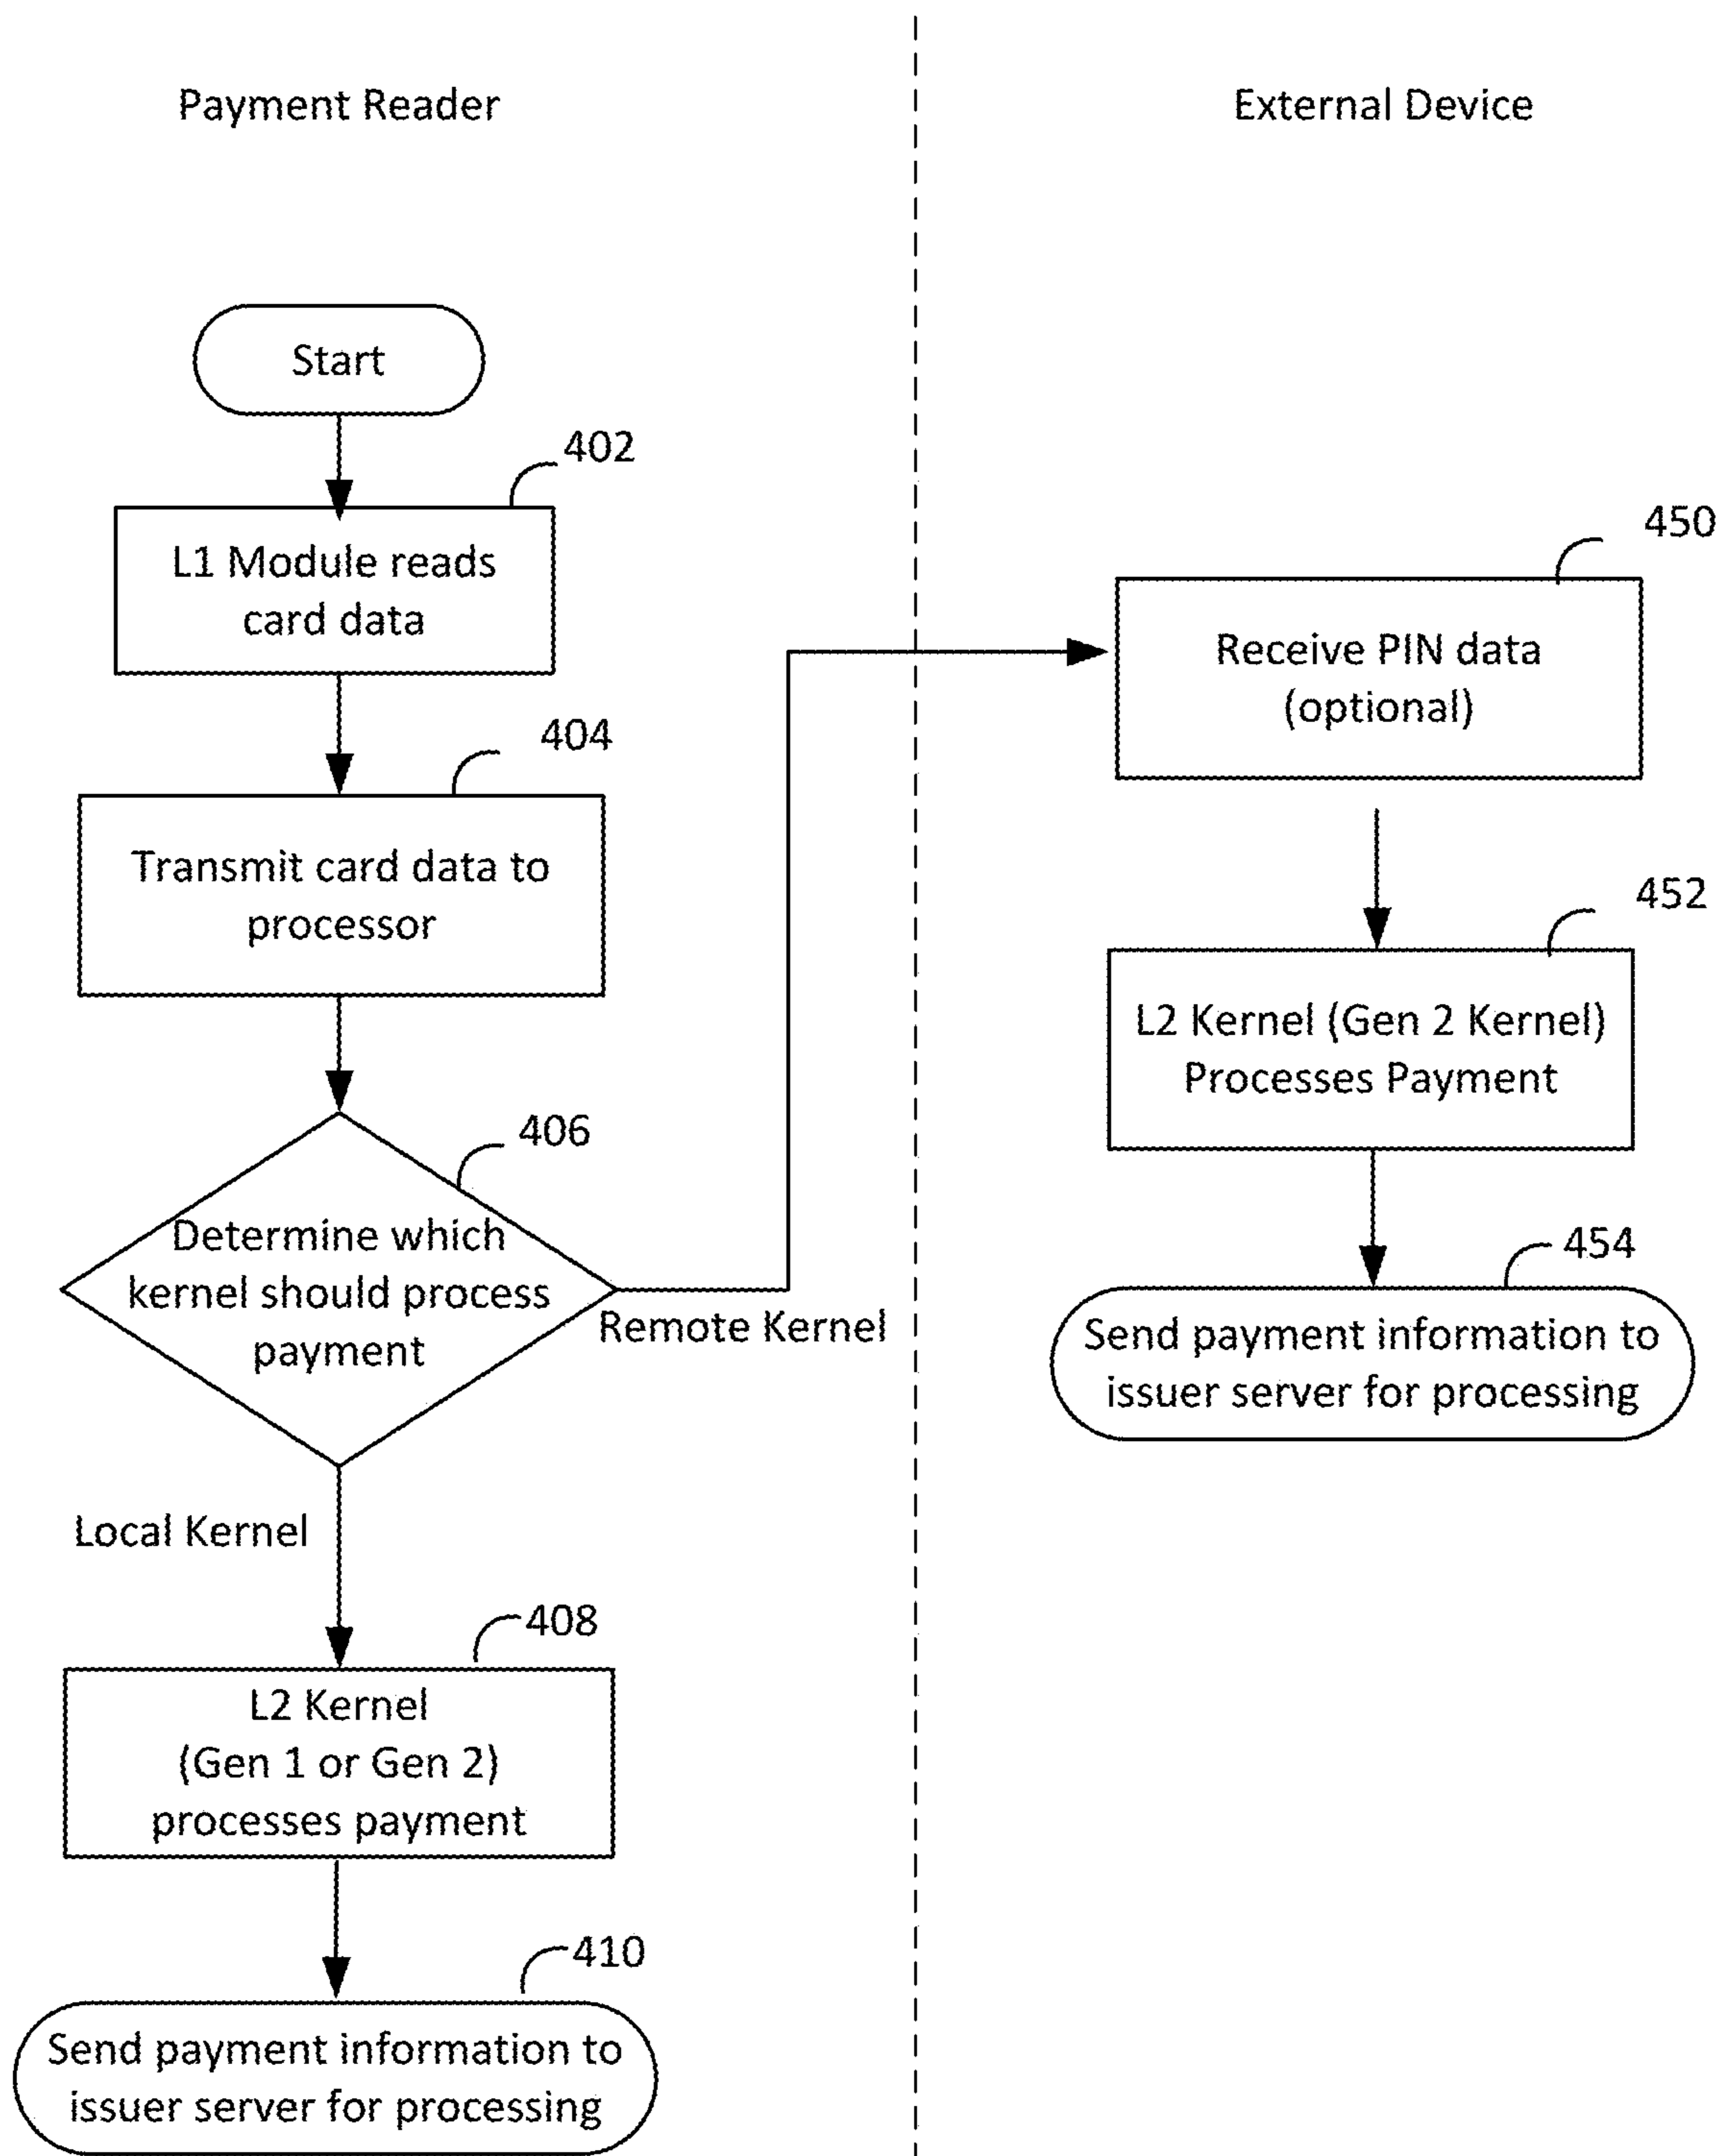 Payment Reader
External Device
Start
402
L1 Module reads
card data
404
Transmit card data to
processor
406
Determine which
kernel should process
payment
Remote Kernel
Local Kernel
408
L2 Kernel
(Gen 1 or Gen 2)
processes payment
410
Send payment information to
issuer server for processing
450
Receive PIN data
(optional)
452
L2 Kernel (Gen 2 Kernel)
Processes Payment
454
Send payment information to
issuer server for processing